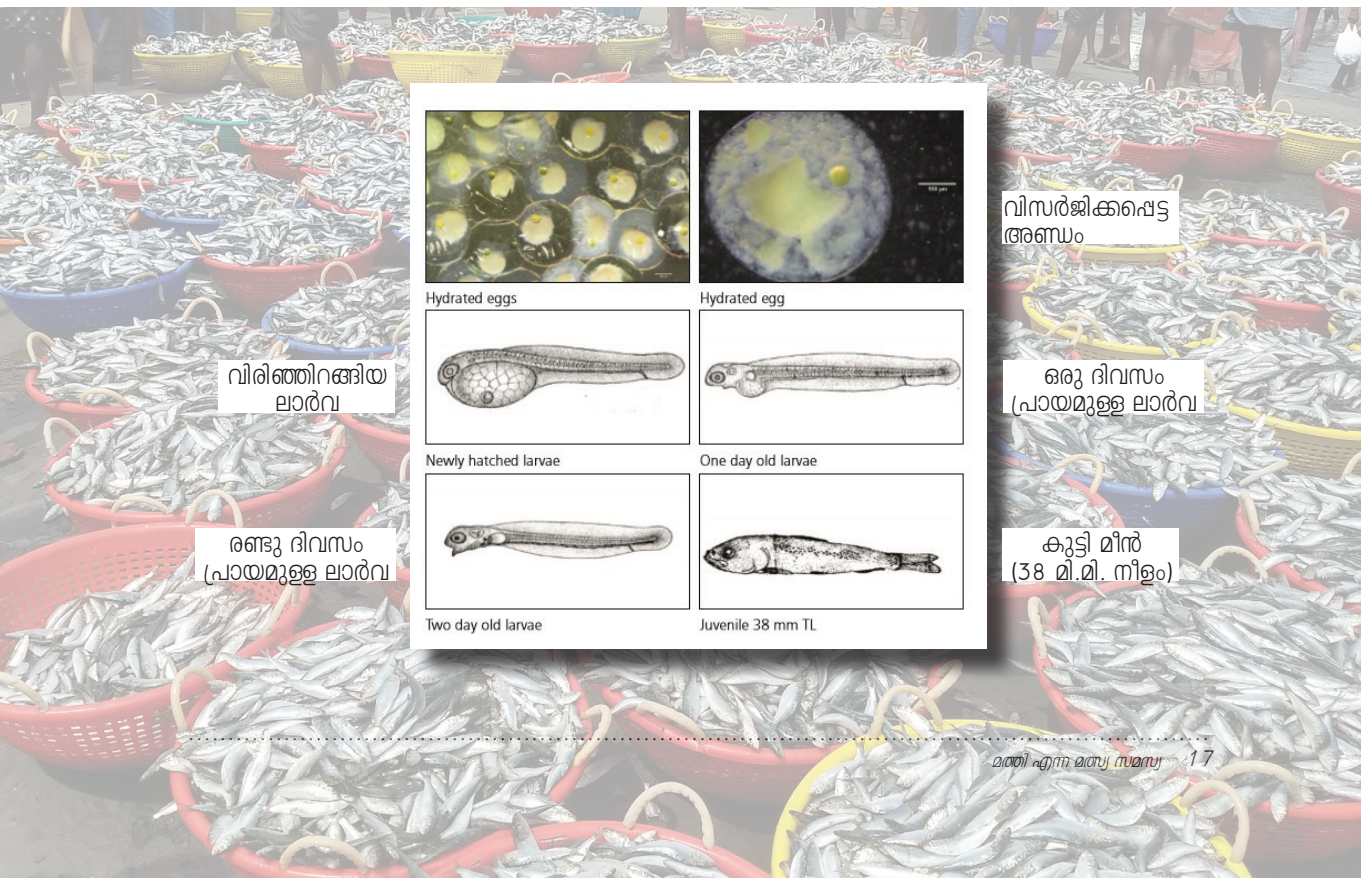 100 µm
വിസർജിക്കപ്പെട്ട
അണ്ഡം
Hydrated eggs
Hydrated egg
വിരിഞ്ഞിറങ്ങിയ
ലാർവ
ഒരു ദിവസം
പ്രായമുള്ള ലാർവ
Newly hatched larvae
One day old larvae
രണ്ടു ദിവസം
പ്രായമുള്ള ലാർവ
കുട്ടി മീൻ
(38 മി.മി. നീളം)
Two day old larvae
Juvenile 38 mm TL
മത്തി എന്ന മത്സ്യ സമസ്യ 17